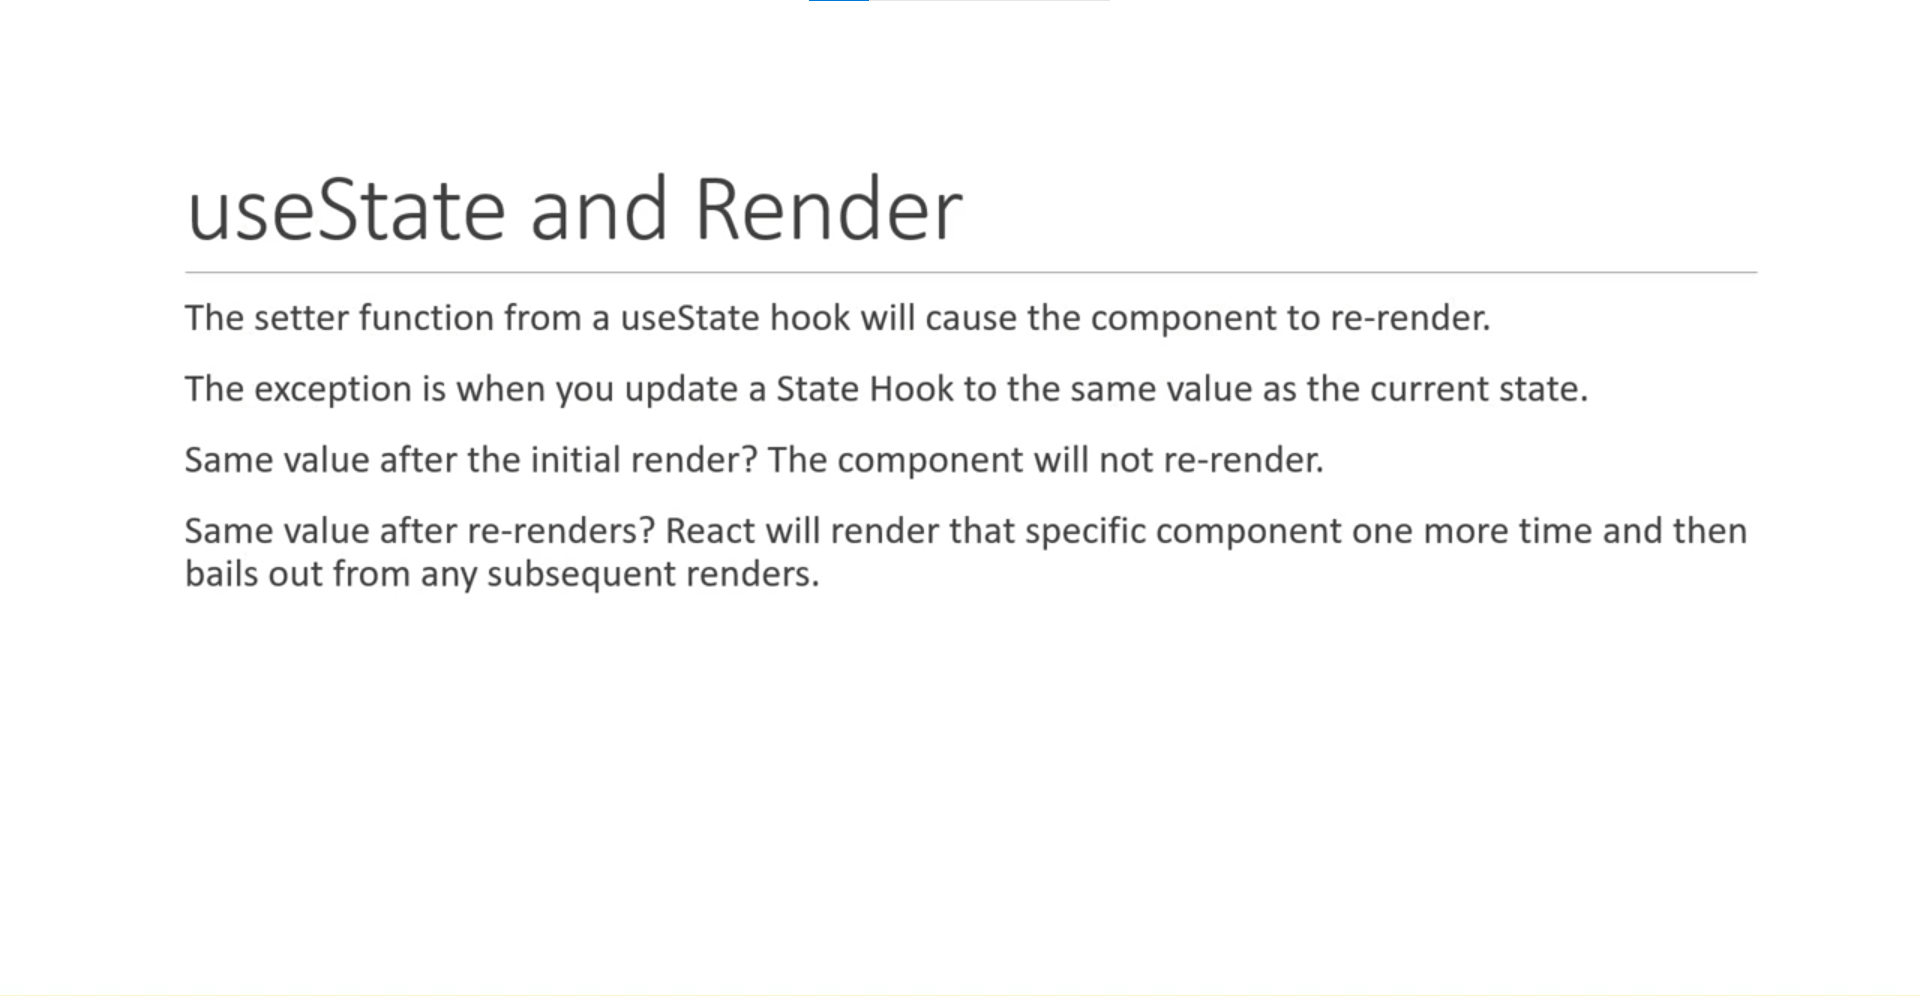 useState and Render
The setter function from a useState hook will cause the component to re-render.
The exception is when you update a State Hook to the same value as the current state.
Same value after the initial render? The component will not re-render.
Same value after re-renders? React will render that specific component one more time and then
bails out from any subsequent renders.